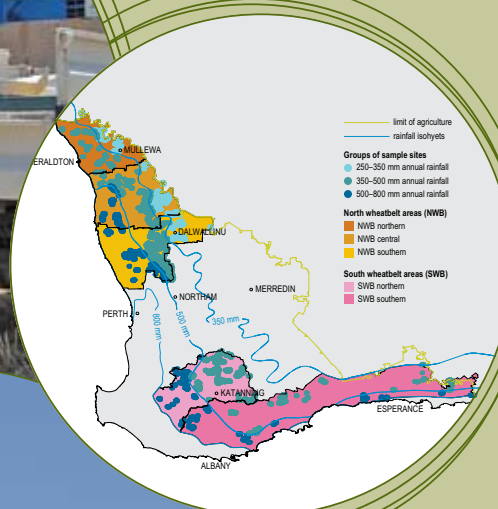 limit of agriculture
rainfall isohyets
Groups of sample sites
250–350 mm annual rainfall
350–500 mm annual rainfall
500–800 mm annual rainfall
North wheatbelt areas (NWB)
NWB northern
NWB central
NWB southern
South wheatbelt areas (SWB)
SWB northern
SWB southern
MULLEWA
ERALDTON
DALWALLINU
MERREDIN
NORTHAM
PERTH
800 mm
500 mm
350 mm
KATANNING
ESPERANCE
ALBANY